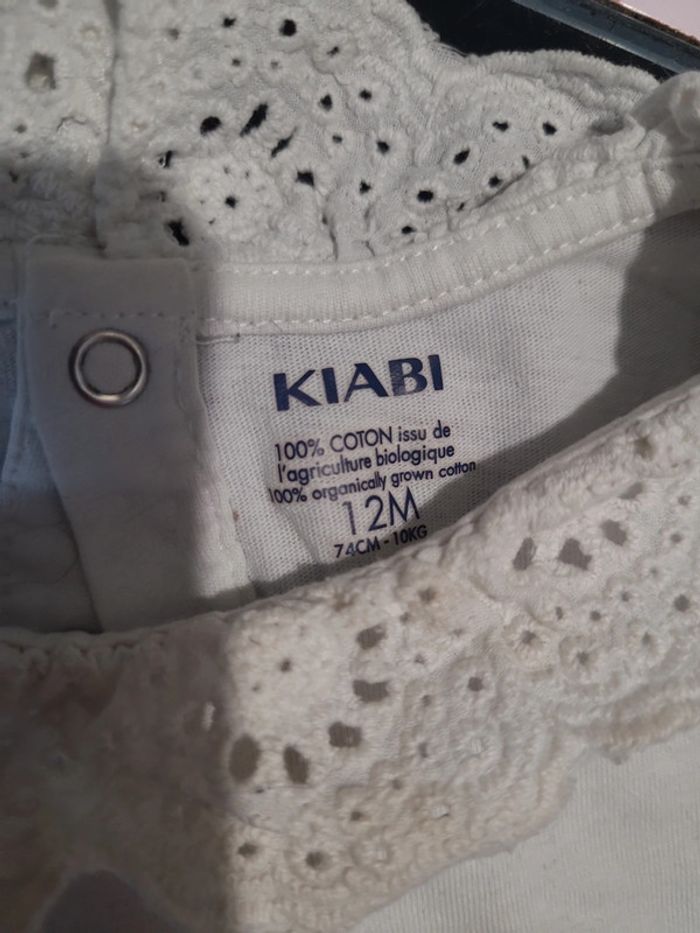 KIABI
100% COTON issu de
l'agriculture biologique
100% organically grown cotton
12M
74CM - 10KG